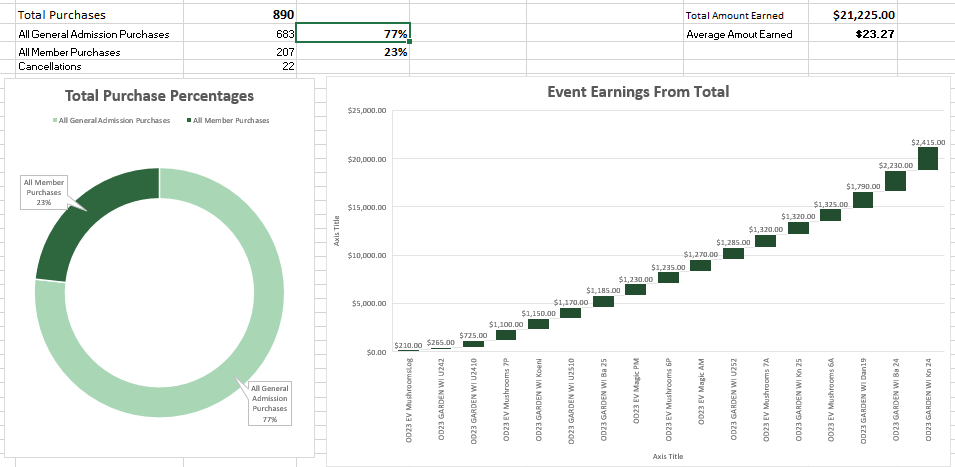 Total Purchases 890 Total Amount Earned $21,225.00
All General Admission Purchases 683 77% Average Amout Earned $23.27
All Member Purchases 207 23%
Cancellations 22
Total Purchase Percentages
All General Admission Purchases All Member Purchases
All Member
Purchases
23%
All General
Admission
Purchases
77%
Event Earnings From Total
$25,000.00
$20,000.00
$15,000.00
$10,000.00
$5,000.00
$0.00
Axis Title
$210.00
$265.00
$725.00
$1,100.00
$1,150.00
$1,170.00
$1,185.00
$1,230.00
$1,235.00
$1,270.00
$1,285.00
$1,320.00
$1,320.00
$1,325.00
$1,790.00
$2,230.00
$2,415.00
OD23 EV MushroomsLog
OD23 GARDEN WI U242
OD23 GARDEN WI U2410
OD23 EV Mushrooms 7P
OD23 GARDEN WI Koeni
OD23 GARDEN WI U2510
OD23 GARDEN WI Ba 25
OD23 EV Magic PM
OD23 EV Mushrooms 6P
OD23 EV Magic AM
OD23 GARDEN WI U252
OD23 EV Mushrooms 7A
OD23 GARDEN WI Kn 25
OD23 EV Mushrooms 6A
OD23 GARDEN WI Dan19
OD23 GARDEN WI Ba 24
OD23 GARDEN WI Kn 24
Axis Title